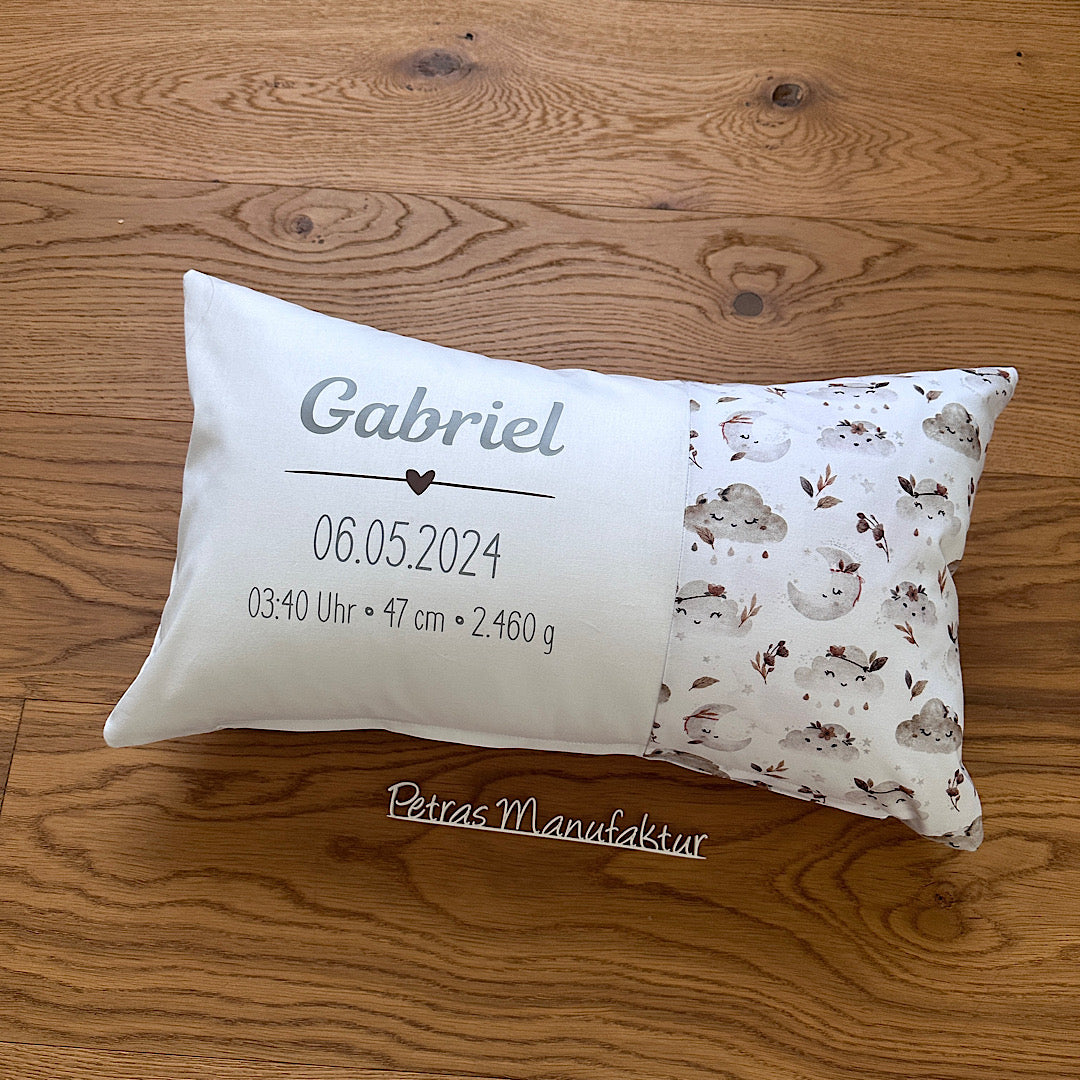 Gabriel
06.05.2024
03:40 Uhr • 47 cm • 2.460 g
Petras Manufaktur